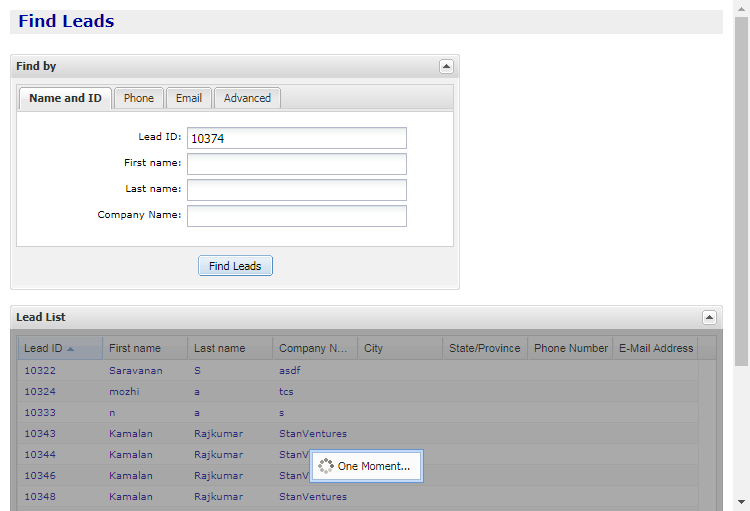 Find Leads
Find by
Name and ID Phone Email Advanced
Lead ID: 10374
First name:
Last name:
Company Name:
Find Leads
Lead List
Lead ID First name Last name Company N... City State/Province Phone Number E-Mail Address
10322 Saravanan S asdf
10324 mozhi a tcs
10333 n a s
10343 Kamalan Rajkumar StanVentures
10344 Kamalan Rajkumar StanV
One Moment...
10346 Kamalan Rajkumar StanV
10348 Kamalan Rajkumar StanVentures